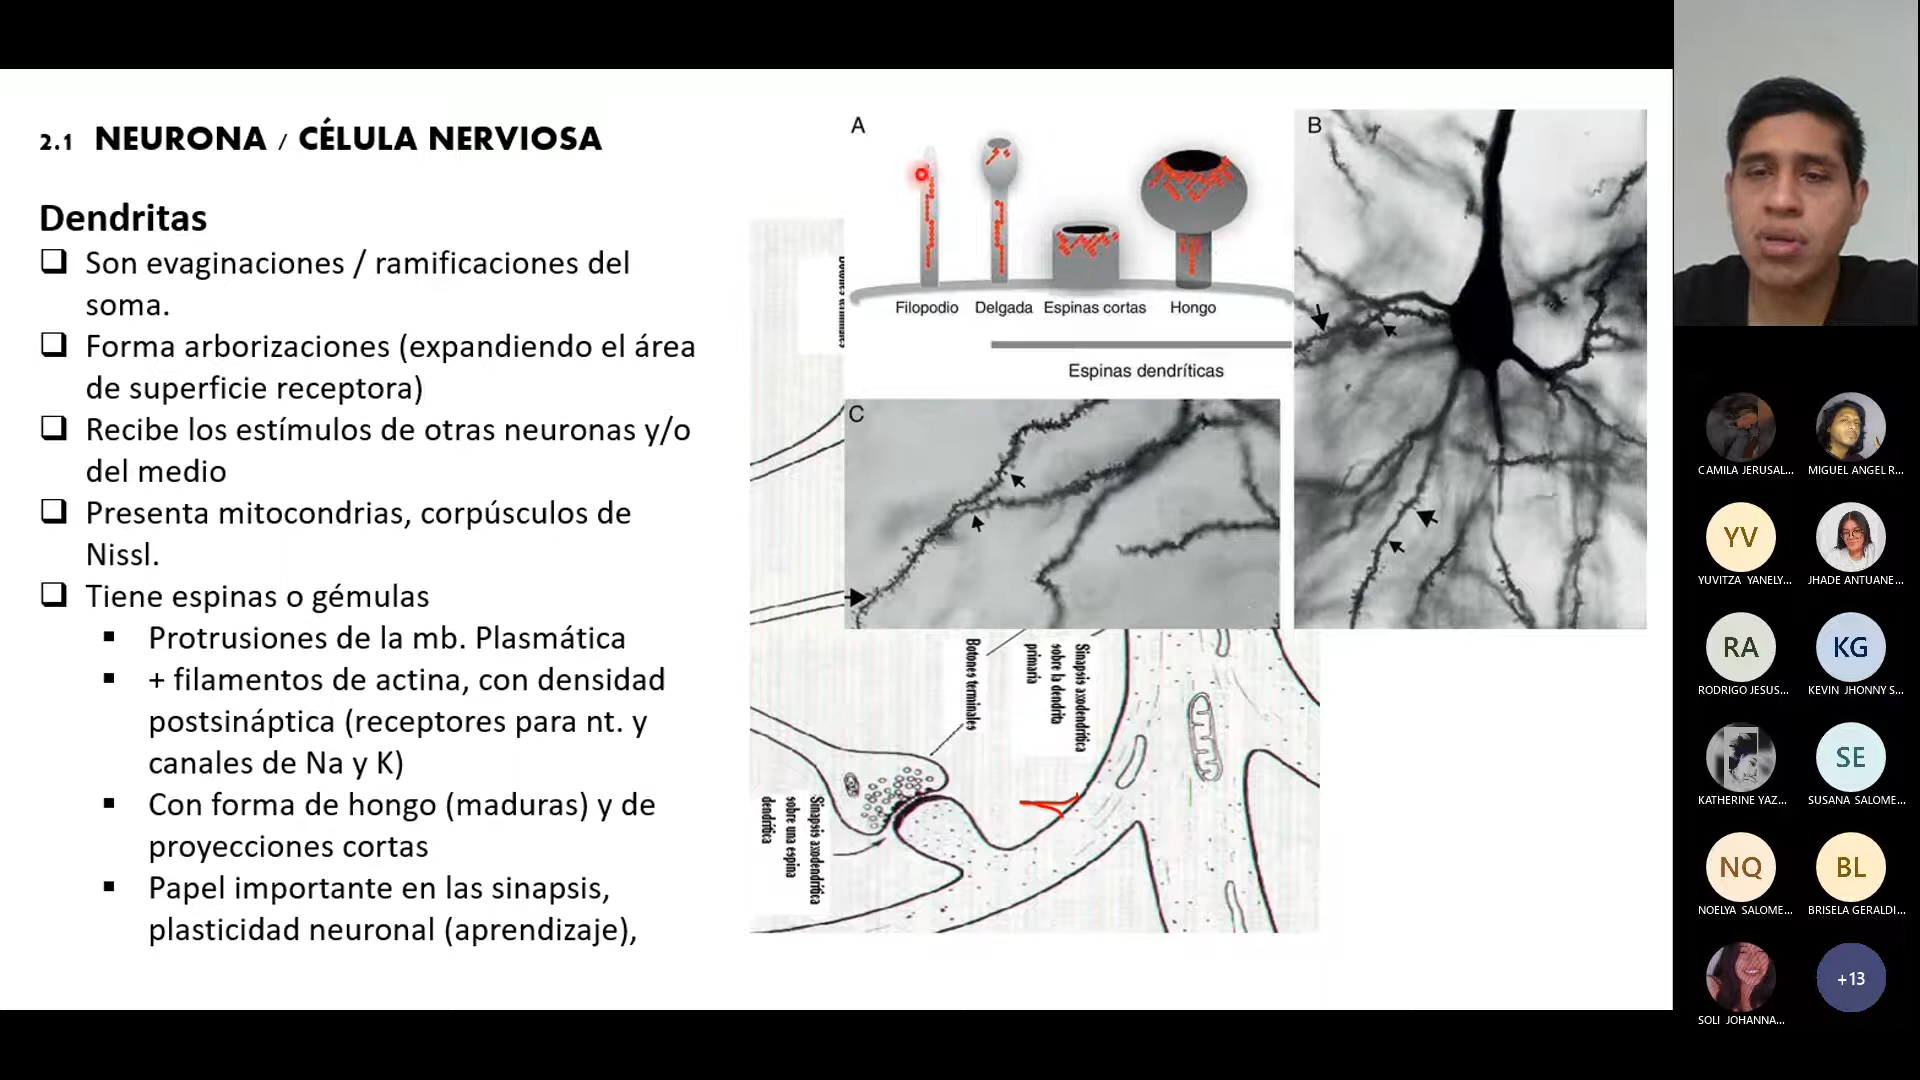 2.1 NEURONA / CÉLULA NERVIOSA
Dendritas
Son evaginaciones / ramificaciones del
soma.
Forma arborizaciones (expandiendo el área
de superficie receptora)
Recibe los estímulos de otras neuronas y/o
del medio
Presenta mitocondrias, corpúsculos de
Nissl.
Tiene espinas o gémulas
Protrusiones de la mb. Plasmática
+ filamentos de actina, con densidad
postsináptica (receptores para nt. y
canales de Na y K)
Con forma de hongo (maduras) y de
proyecciones cortas
Papel importante en las sinapsis,
plasticidad neuronal (aprendizaje),
A
Filopodio Delgada Espinas cortas Hongo
Espinas dendríticas
B
C
Botones terminales
Sinapsis axodendrítica
sobre la dendrita
primaria
Sinapsis axodendrítica
sobre una espina
dendrítica
CAMILA JERUSAL...
MIGUEL ANGEL R...
YV
YUVITZA YANELY...
JHADE ANTUANE...
RA
RODRIGO JESUS...
KG
KEVIN JHONNY S...
KATHERINE YAZ...
SE
SUSANA SALOME...
NQ
NOELYA SALOME...
BL
BRISELA GERALDI...
SOLI JOHANNA...
+13